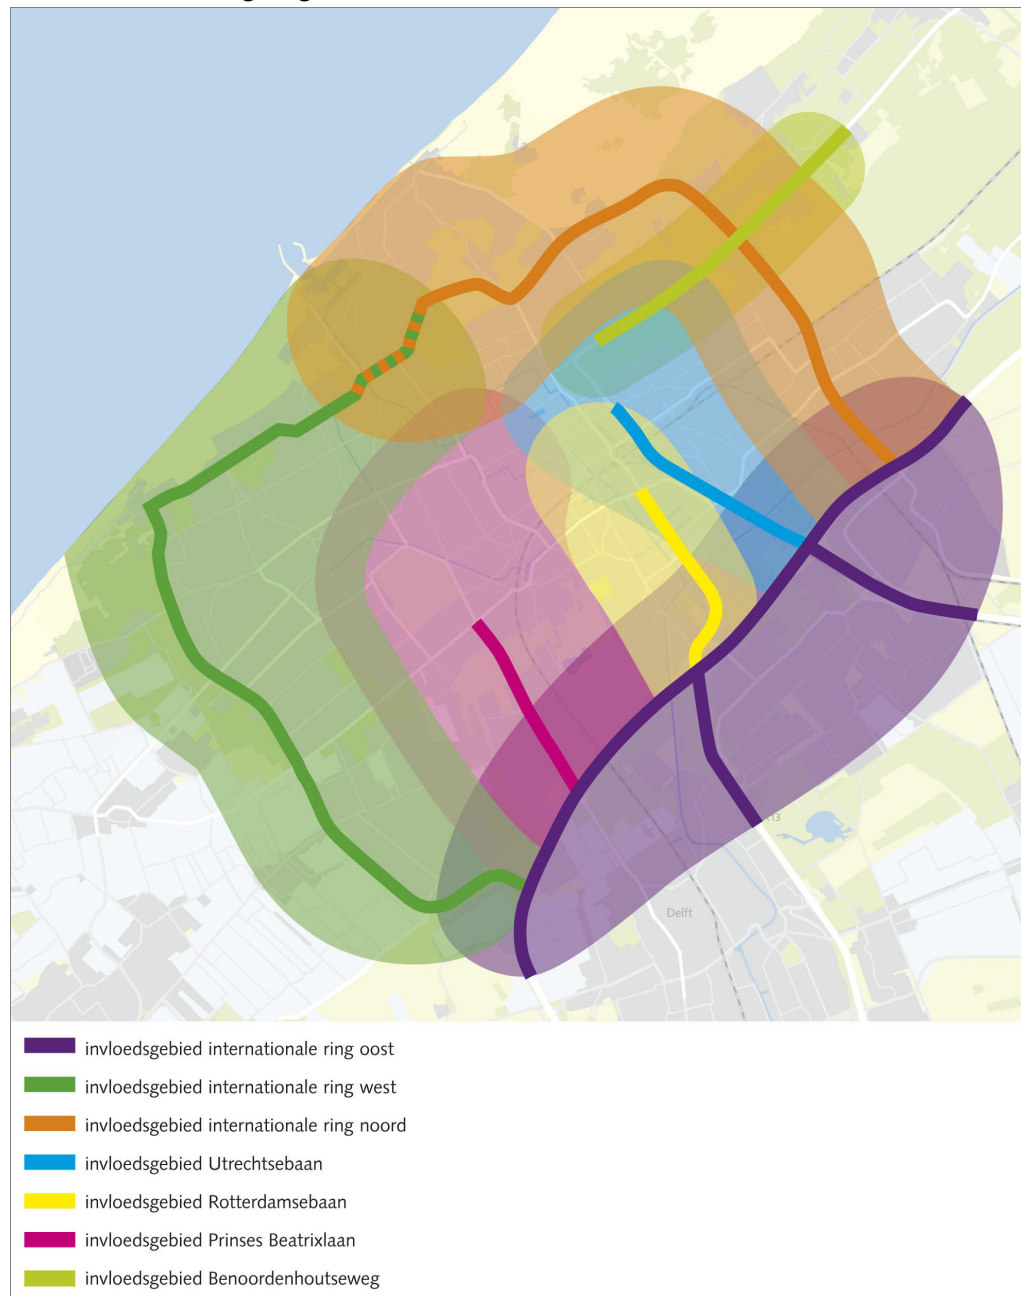 Delft
invloedsgebied internationale ring oost
invloedsgebied internationale ring west
invloedsgebied internationale ring noord
invloedsgebied Utrechtsebaan
invloedsgebied Rotterdamsebaan
invloedsgebied Prinses Beatrixlaan
invloedsgebied Benoordenhoutseweg